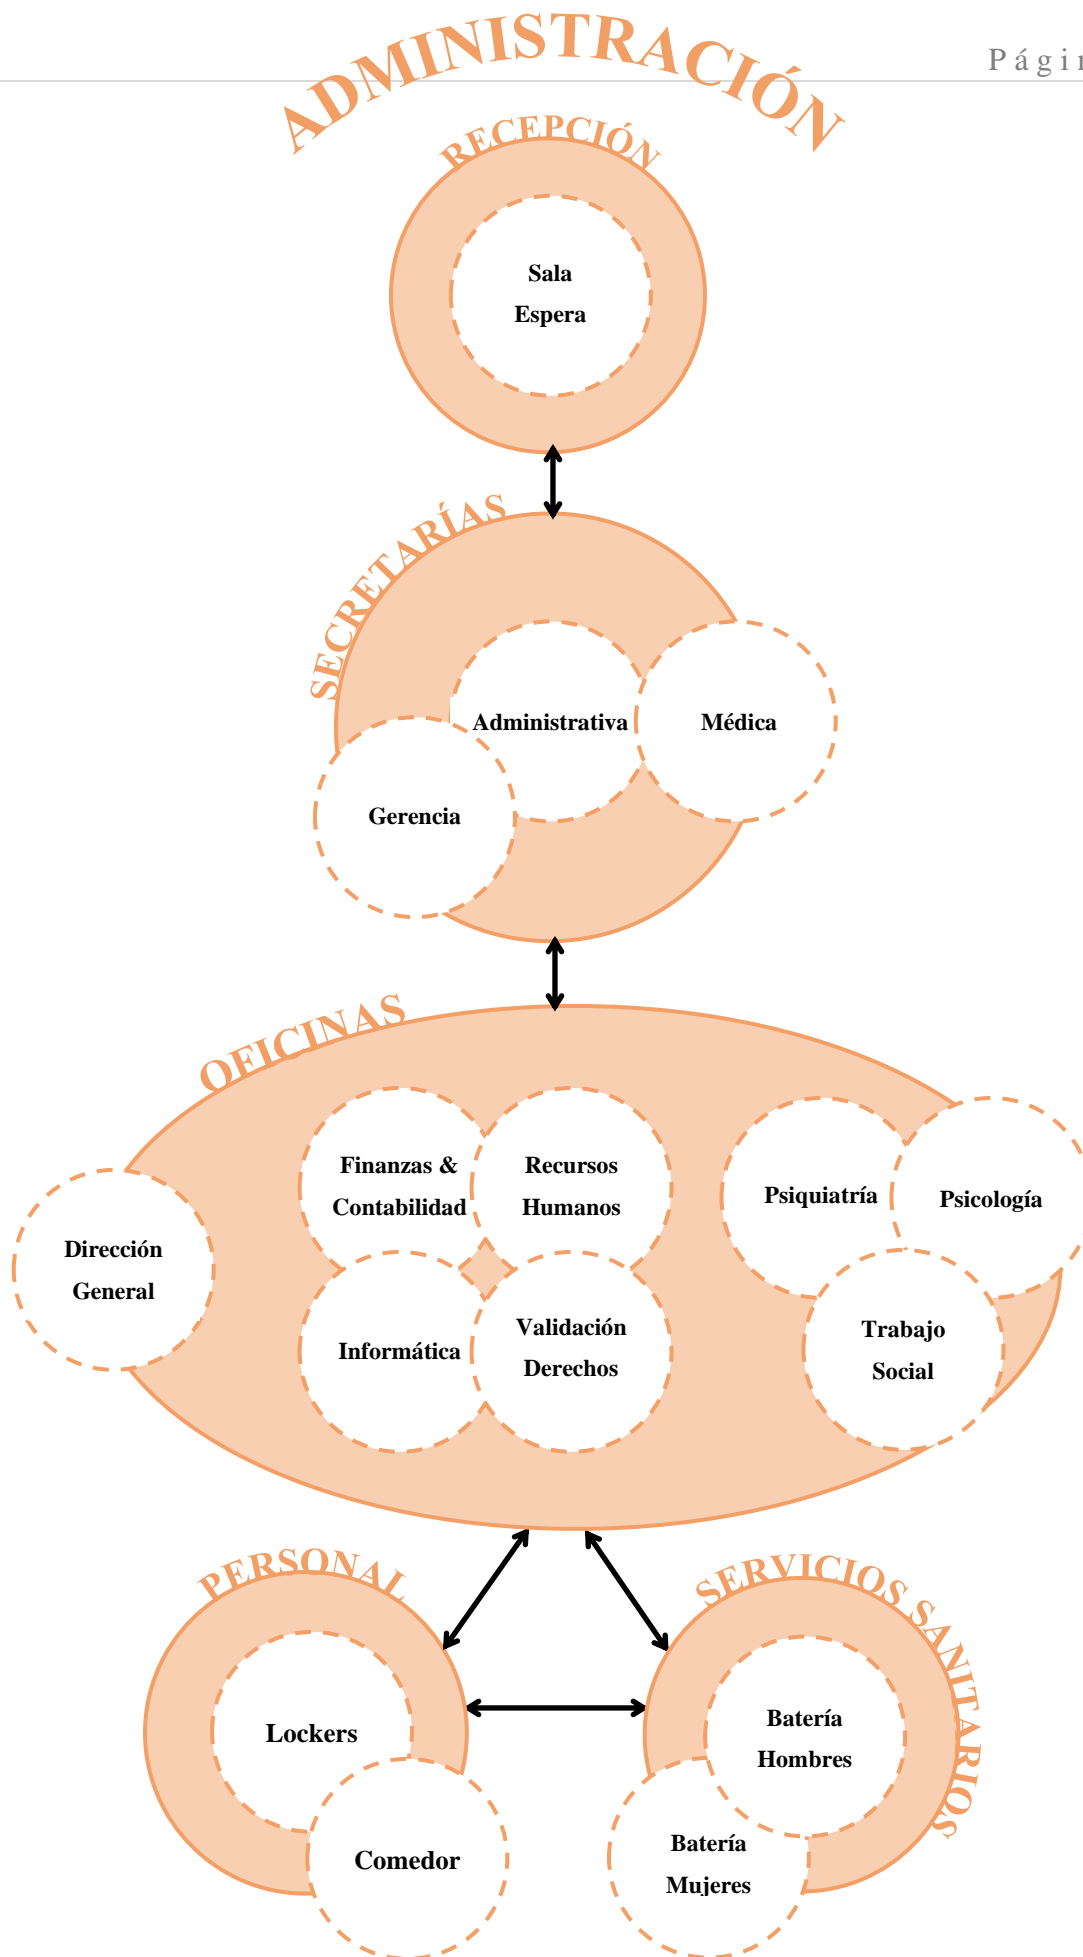 Págin
ADMINISTRACIÓN
RECEPCIÓN
Sala
Espera
SECRETARÍAS
Administrativa
Médica
Gerencia
OFICINAS
Finanzas &
Contabilidad
Recursos
Humanos
Psiquiatría
Psicología
Dirección
General
Informática
Validación
Derechos
Trabajo
Social
PERSONAL
SERVICIOS SANITARIOS
Lockers
Batería
Hombres
Comedor
Batería
Mujeres